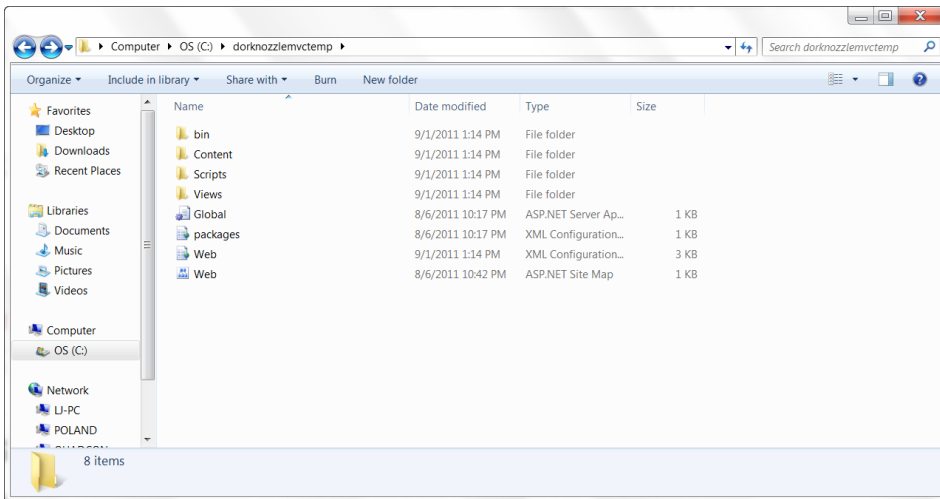 Computer OS (C:) dorknozzlemvctemp
Search dorknozzlemvctemp
Organize Include in library Share with Burn New folder
Favorites
Desktop
Downloads
Recent Places
Libraries
Documents
Music
Pictures
Videos
Computer
OS (C:)
Network
LJ-PC
POLAND
Name Date modified Type Size
bin 9/1/2011 1:14 PM File folder
Content 9/1/2011 1:14 PM File folder
Scripts 9/1/2011 1:14 PM File folder
Views 9/1/2011 1:14 PM File folder
Global 8/6/2011 10:17 PM ASP.NET Server Ap... 1 KB
packages 8/6/2011 10:17 PM XML Configuration... 1 KB
Web 9/1/2011 1:14 PM XML Configuration... 3 KB
Web 8/6/2011 10:42 PM ASP.NET Site Map 1 KB
8 items